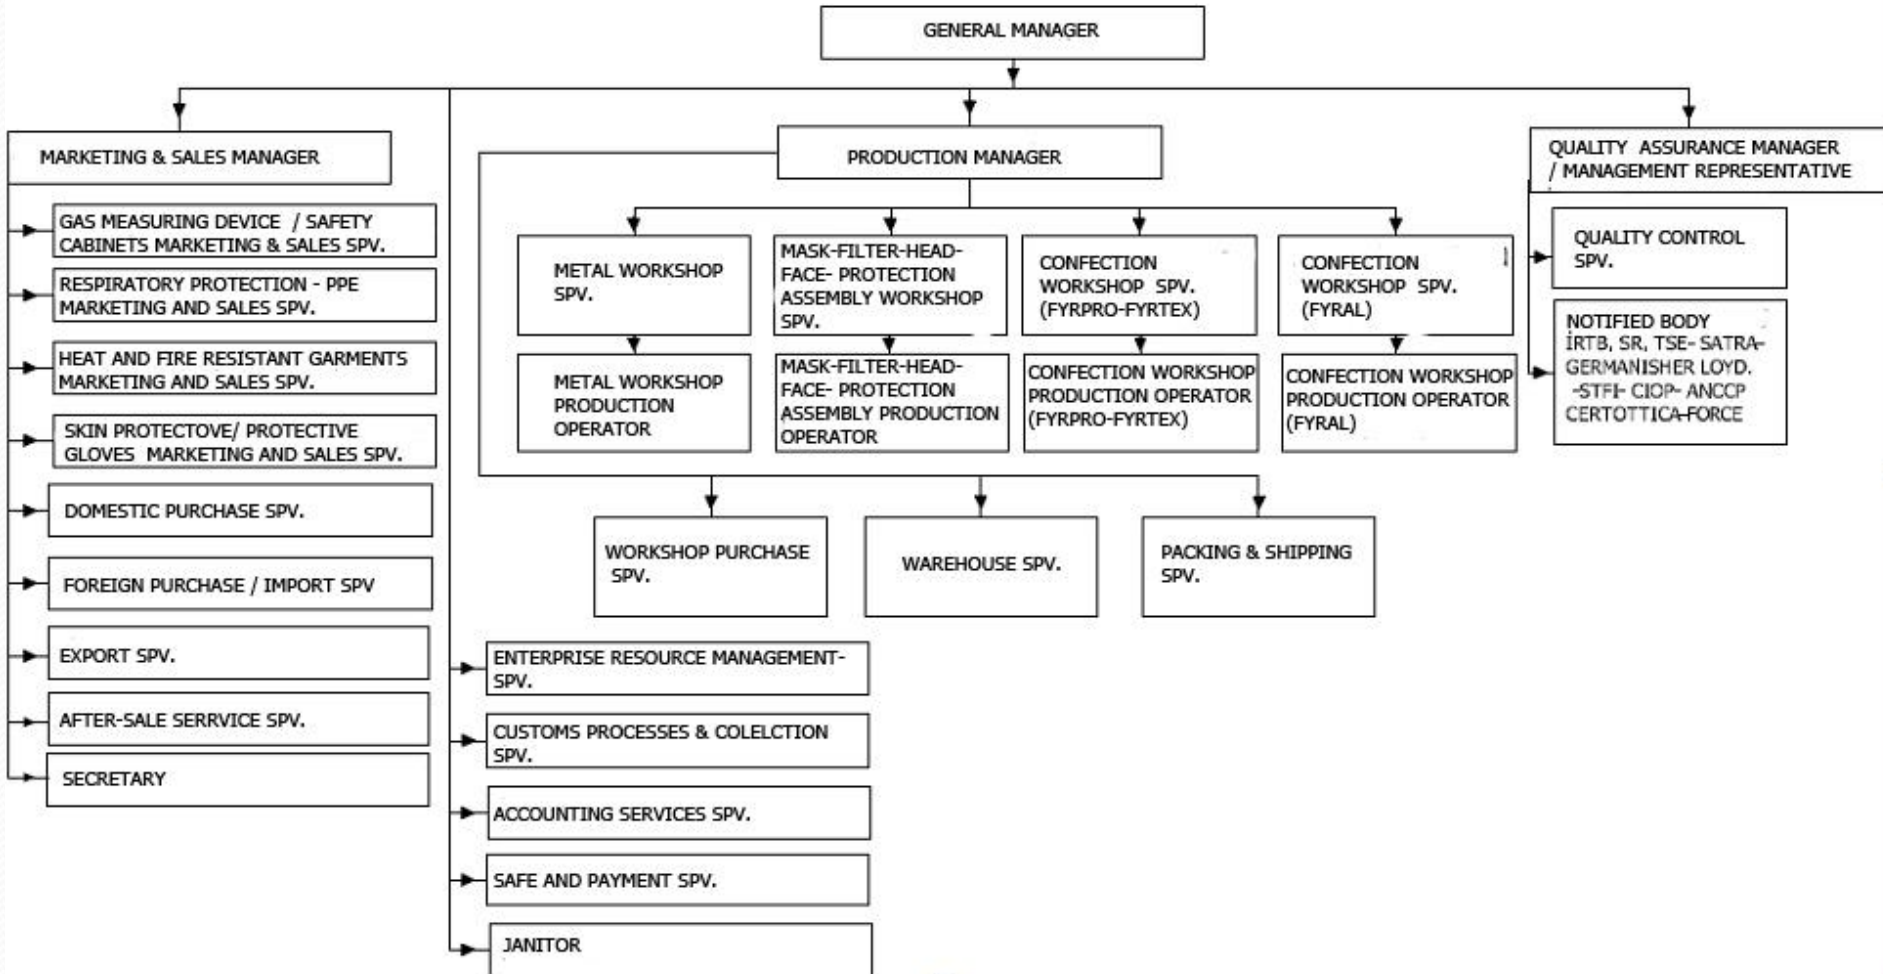 GENERAL MANAGER
MARKETING & SALES MANAGER
GAS MEASURING DEVICE / SAFETY
CABINETS MARKETING & SALES SPV.
RESPIRATORY PROTECTION - PPE
MARKETING AND SALES SPV.
HEAT AND FIRE RESISTANT GARMENTS
MARKETING AND SALES SPV.
SKIN PROTECTOVE/ PROTECTIVE
GLOVES MARKETING AND SALES SPV.
DOMESTIC PURCHASE SPV.
FOREIGN PURCHASE / IMPORT SPV
EXPORT SPV.
AFTER-SALE SERRVICE SPV.
SECRETARY
PRODUCTION MANAGER
METAL WORKSHOP
SPV.
MASK-FILTER-HEAD-
FACE- PROTECTION
ASSEMBLY WORKSHOP
SPV.
CONFECTION
WORKSHOP SPV.
(FYRPRO-FYRTEX)
CONFECTION
WORKSHOP SPV.
(FYRAL)
METAL WORKSHOP
PRODUCTION
OPERATOR
MASK-FILTER-HEAD-
FACE- PROTECTION
ASSEMBLY PRODUCTION
OPERATOR
CONFECTION WORKSHOP
PRODUCTION OPERATOR
(FYRPRO-FYRTEX)
CONFECTION WORKSHOP
PRODUCTION OPERATOR
(FYRAL)
WORKSHOP PURCHASE
SPV.
WAREHOUSE SPV.
PACKING & SHIPPING
SPV.
ENTERPRISE RESOURCE MANAGEMENT-
SPV.
CUSTOMS PROCESSES & COLELCTION
SPV.
ACCOUNTING SERVICES SPV.
SAFE AND PAYMENT SPV.
JANITOR
QUALITY ASSURANCE MANAGER
/ MANAGEMENT REPRESENTATIVE
QUALITY CONTROL
SPV.
NOTIFIED BODY
İRTB, SR, TSE- SATRA-
GERMANISHER LOYD.
-STFI- CIOP- ANCCP
CERTOTTICA-FORCE